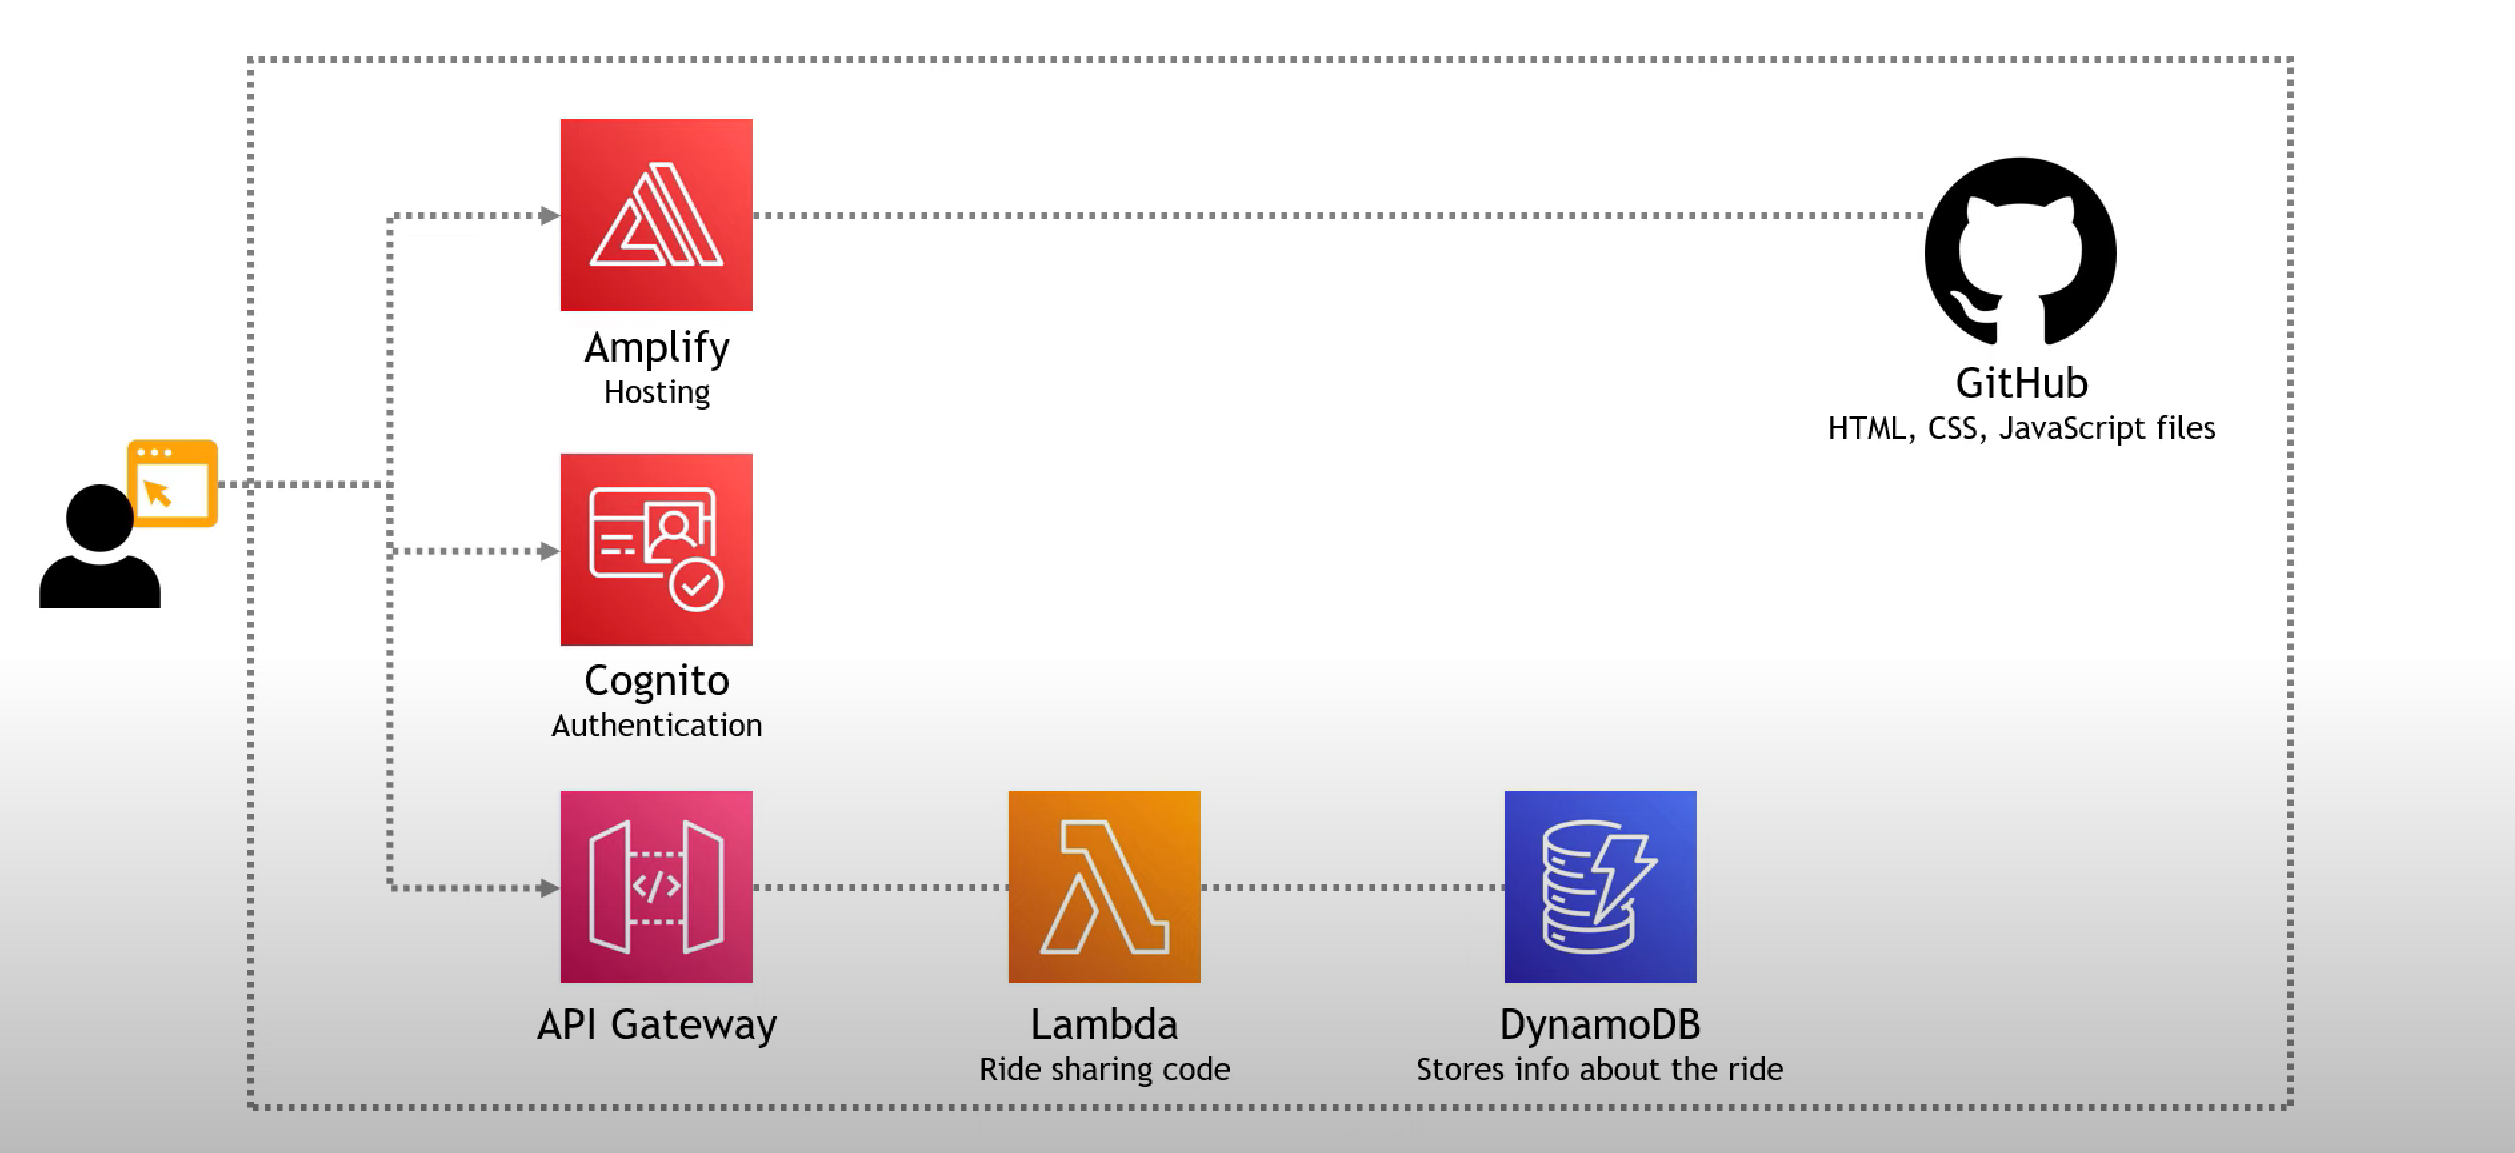 Amplify
Hosting
GitHub
HTML, CSS, JavaScript files
Cognito
Authentication
</>
API Gateway
Lambda
Ride sharing code
DynamoDB
Stores info about the ride